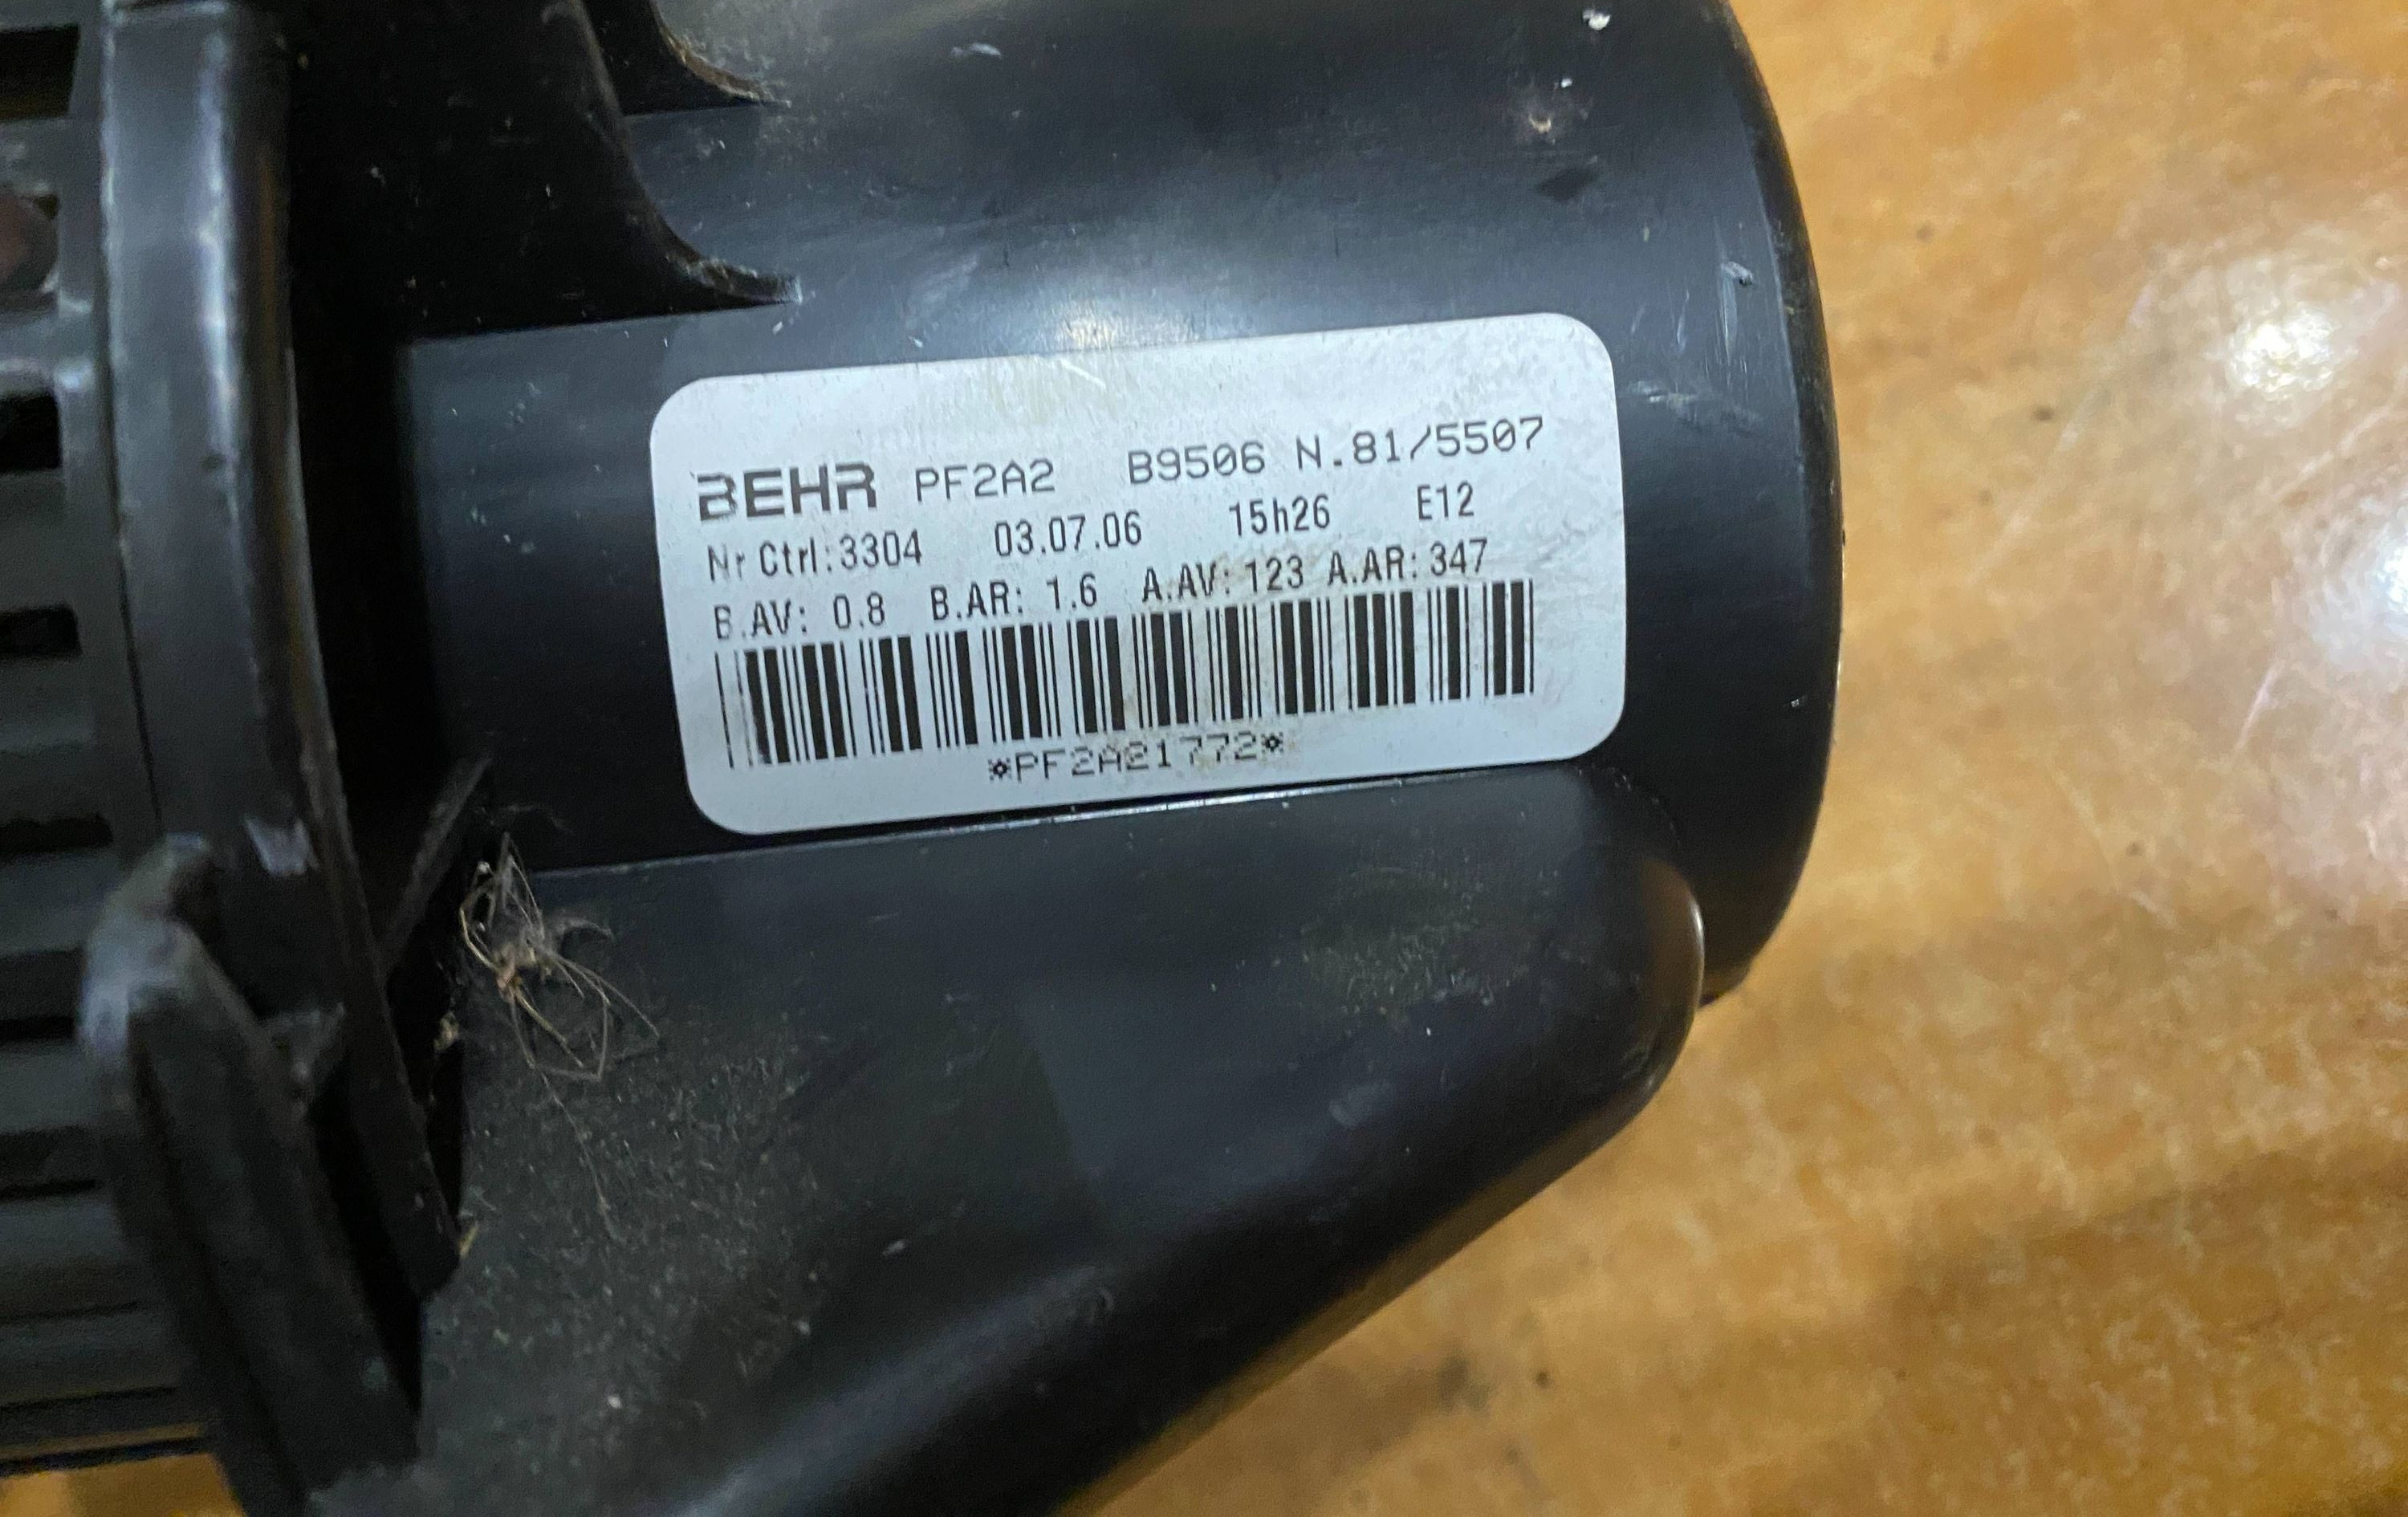 BEHR PF2A2 B9506 N.81/5507
Nr Ctrl:3304 03.07.06 15h26 E12
B.AV: 0.8 B.AR: 1.6 A.AV: 123 A.AR: 347
*PF2A21772*